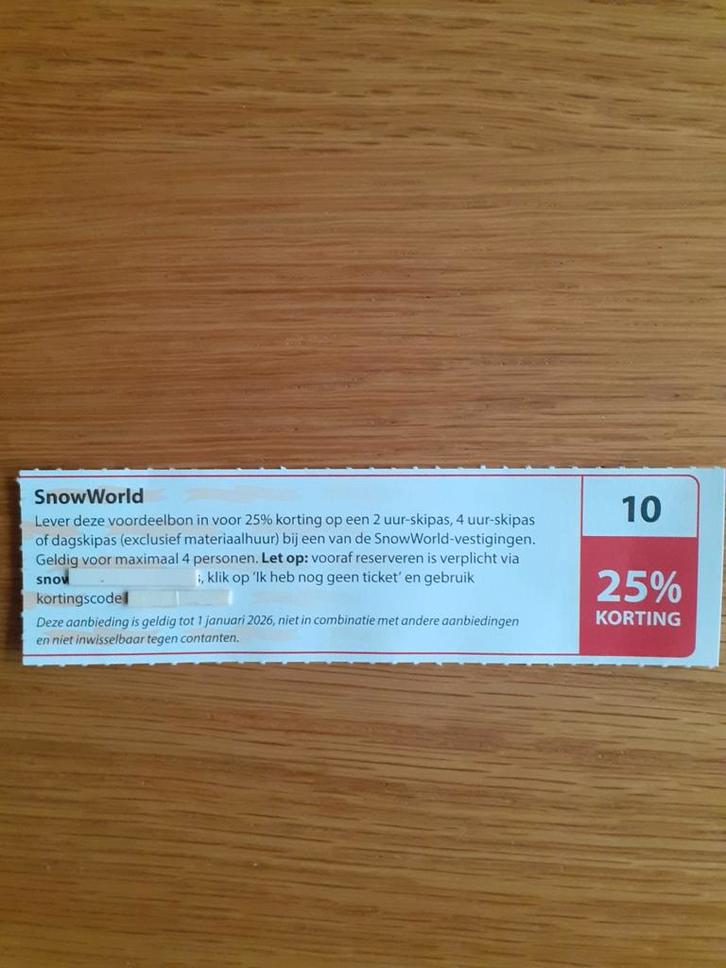 SnowWorld
Lever deze voordeelbon in voor 25% korting op een 2 uur-skipas, 4 uur-skipas
of dagskipas (exclusief materiaalhuur) bij een van de SnowWorld-vestigingen.
Geldig voor maximaal 4 personen. Let op: vooraf reserveren is verplicht via
snow , klik op ‘Ik heb nog geen ticket’ en gebruik
kortingscode
Deze aanbieding is geldig tot 1 januari 2026, niet in combinatie met andere aanbiedingen
en niet inwisselbaar tegen contanten.
10
25%
KORTING